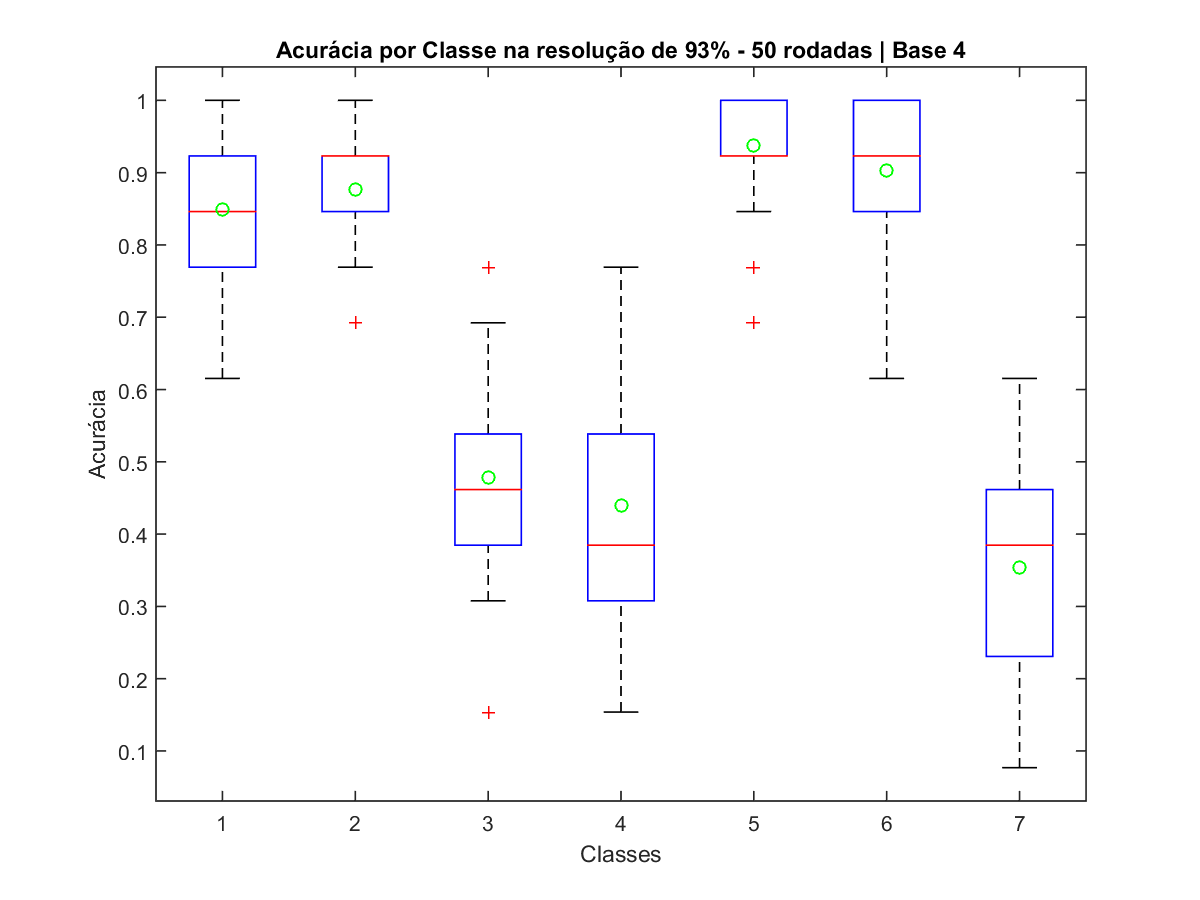 Acurácia por Classe na resolução de 93% - 50 rodadas | Base 4
1
0.9
0.8
0.7
0.6
0.5
0.4
0.3
0.2
0.1
Acurácia
1 2 3 4 5 6 7
Classes